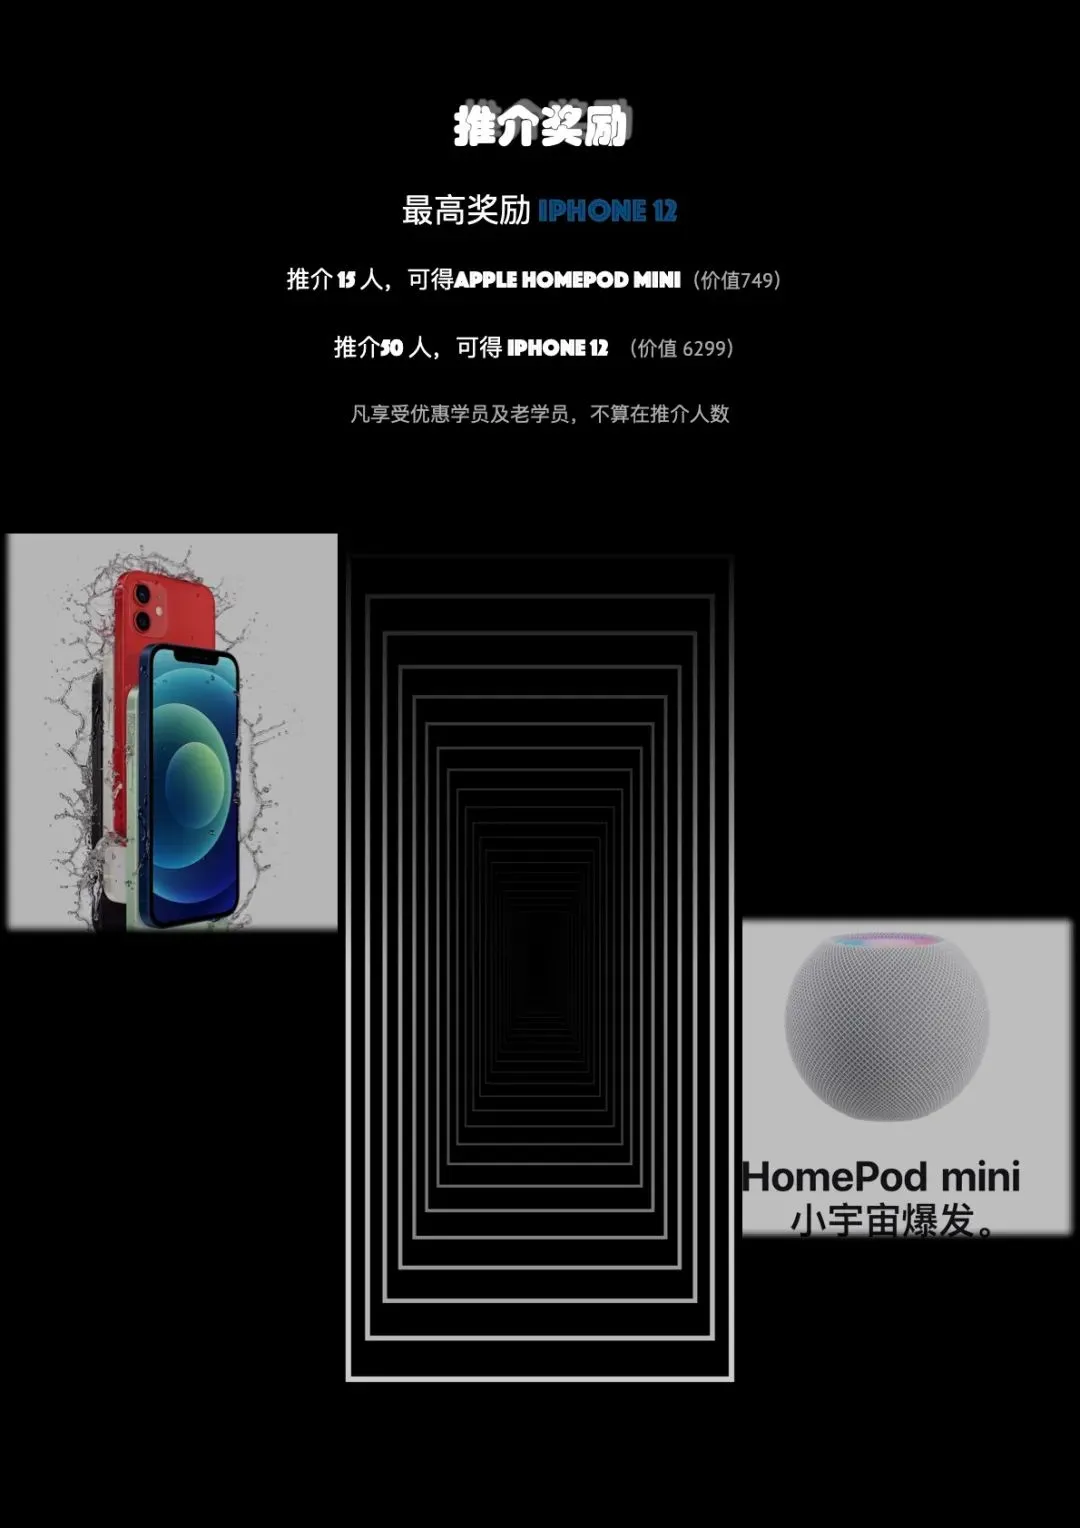 推介奖励
最高奖励 IPHONE 12
推介 15 人，可得APPLE HOMEPOD MINI（价值749）
推介50 人，可得 IPHONE 12 （价值 6299）
凡享受优惠学员及老学员，不算在推介人数
HomePod mini
小宇宙爆发。